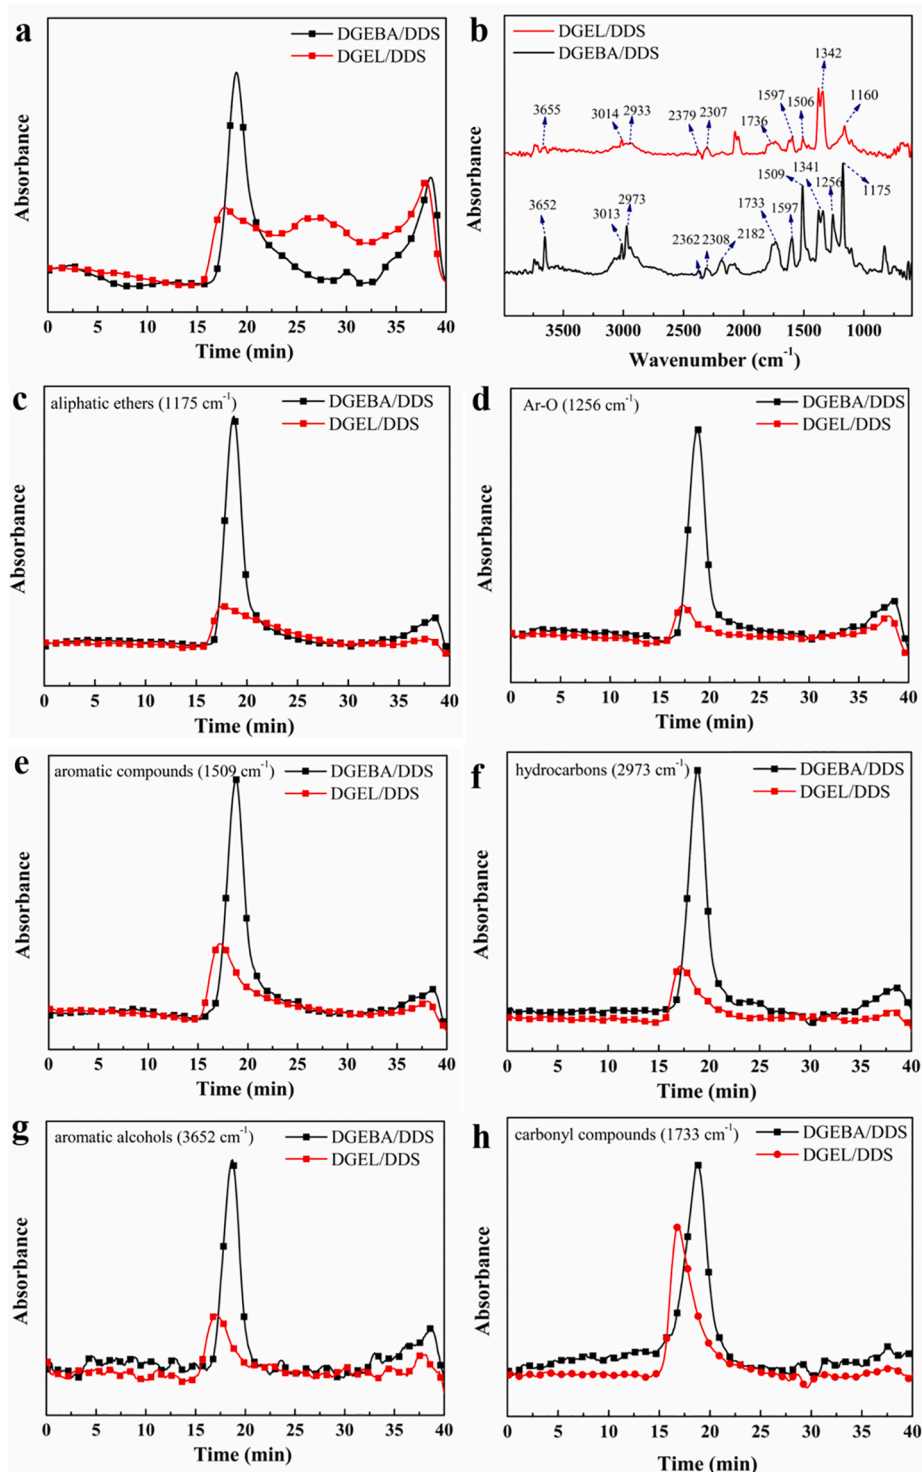 a
DGEBA/DDS
DGEL/DDS
Absorbance
0 5 10 15 20 25 30 35 40
Time (min)
b
DGEL/DDS
DGEBA/DDS
3655 3014 2933 2379 2307 1736 1597 1506 1342 1160
3652 3013 2973 2362 2308 2182 1733 1597 1509 1341 1256 1175
Absorbance
3500 3000 2500 2000 1500 1000
Wavenumber (cm-1)
c
aliphatic ethers (1175 cm-1)
DGEBA/DDS
DGEL/DDS
Absorbance
0 5 10 15 20 25 30 35 40
Time (min)
d
Ar-O (1256 cm-1)
DGEBA/DDS
DGEL/DDS
Absorbance
0 5 10 15 20 25 30 35 40
Time (min)
e
aromatic compounds (1509 cm-1)
DGEBA/DDS
DGEL/DDS
Absorbance
0 5 10 15 20 25 30 35 40
Time (min)
f
hydrocarbons (2973 cm-1)
DGEBA/DDS
DGEL/DDS
Absorbance
0 5 10 15 20 25 30 35 40
Time (min)
g
aromatic alcohols (3652 cm-1)
DGEBA/DDS
DGEL/DDS
Absorbance
0 5 10 15 20 25 30 35 40
Time (min)
h
carbonyl compounds (1733 cm-1)
DGEBA/DDS
DGEL/DDS
Absorbance
0 5 10 15 20 25 30 35 40
Time (min)